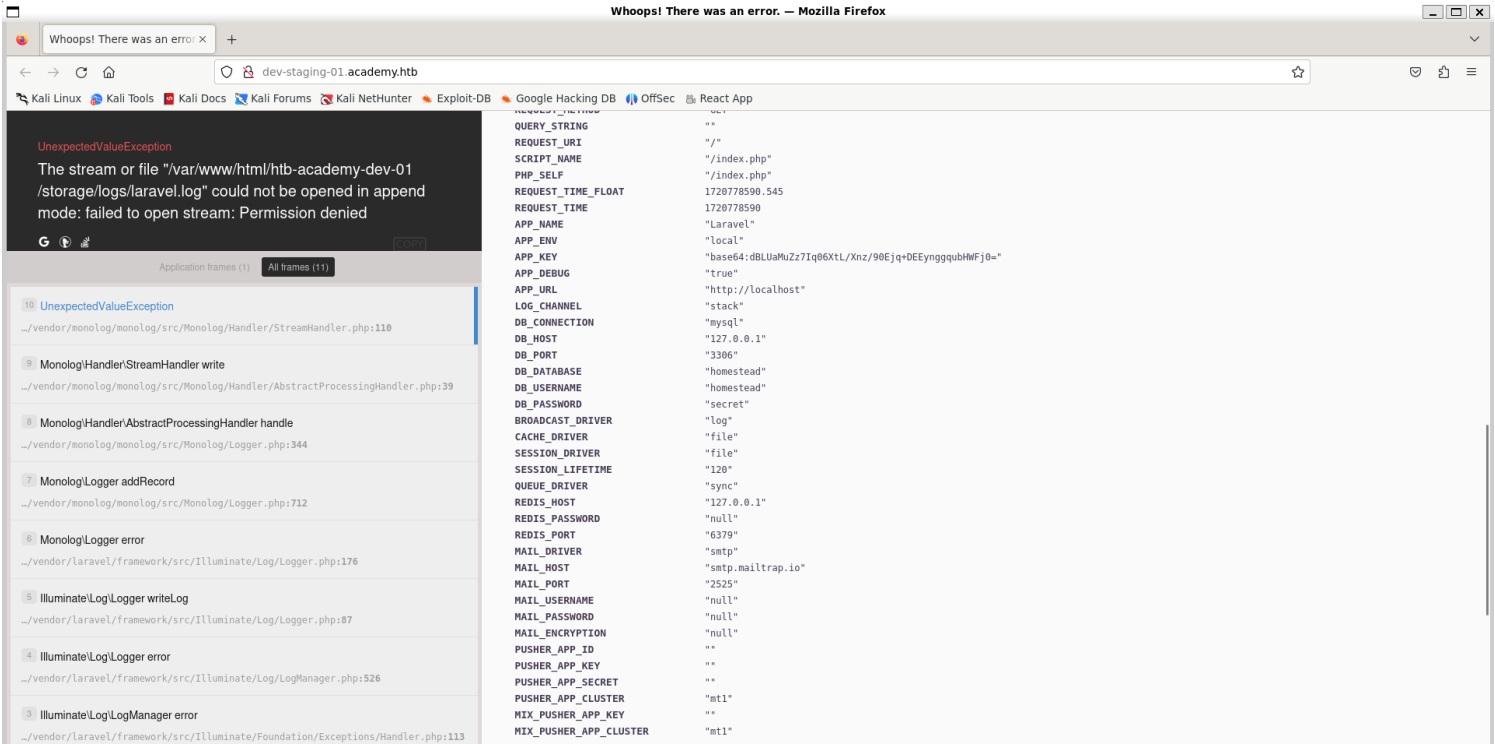 Whoops! There was an error. — Mozilla Firefox
Whoops! There was an error
dev-staging-01.academy.htb
Kali Linux Kali Tools Kali Docs Kali Forums Kali NetHunter Exploit-DB Google Hacking DB OffSec React App
UnexpectedValueException
The stream or file "/var/www/html/htb-academy-dev-01
/storage/logs/laravel.log" could not be opened in append
mode: failed to open stream: Permission denied
COPY
Application frames (1) All frames (11)
10 UnexpectedValueException
…/vendor/monolog/monolog/src/Monolog/Handler/StreamHandler.php:110
9 Monolog\Handler\StreamHandler write
…/vendor/monolog/monolog/src/Monolog/Handler/AbstractProcessingHandler.php:39
8 Monolog\Handler\AbstractProcessingHandler handle
…/vendor/monolog/monolog/src/Monolog/Logger.php:344
7 Monolog\Logger addRecord
…/vendor/monolog/monolog/src/Monolog/Logger.php:712
6 Monolog\Logger error
…/vendor/laravel/framework/src/Illuminate/Log/Logger.php:176
5 Illuminate\Log\Logger writeLog
…/vendor/laravel/framework/src/Illuminate/Log/Logger.php:87
4 Illuminate\Log\Logger error
…/vendor/laravel/framework/src/Illuminate/Log/LogManager.php:526
3 Illuminate\Log\LogManager error
…/vendor/laravel/framework/src/Illuminate/Foundation/Exceptions/Handler.php:113
REQUEST_METHOD "GET"
QUERY_STRING ""
REQUEST_URI "/"
SCRIPT_NAME "/index.php"
PHP_SELF "/index.php"
REQUEST_TIME_FLOAT 1720778590.545
REQUEST_TIME 1720778590
APP_NAME "Laravel"
APP_ENV "local"
APP_KEY "base64:dBLUaMuZz7Iq06XtL/Xnz/90Ejq+DEEynggqubHWFj0="
APP_DEBUG "true"
APP_URL "http://localhost"
LOG_CHANNEL "stack"
DB_CONNECTION "mysql"
DB_HOST "127.0.0.1"
DB_PORT "3306"
DB_DATABASE "homestead"
DB_USERNAME "homestead"
DB_PASSWORD "secret"
BROADCAST_DRIVER "log"
CACHE_DRIVER "file"
SESSION_DRIVER "file"
SESSION_LIFETIME "120"
QUEUE_DRIVER "sync"
REDIS_HOST "127.0.0.1"
REDIS_PASSWORD "null"
REDIS_PORT "6379"
MAIL_DRIVER "smtp"
MAIL_HOST "smtp.mailtrap.io"
MAIL_PORT "2525"
MAIL_USERNAME "null"
MAIL_PASSWORD "null"
MAIL_ENCRYPTION "null"
PUSHER_APP_ID ""
PUSHER_APP_KEY ""
PUSHER_APP_SECRET ""
PUSHER_APP_CLUSTER "mt1"
MIX_PUSHER_APP_KEY ""
MIX_PUSHER_APP_CLUSTER "mt1"